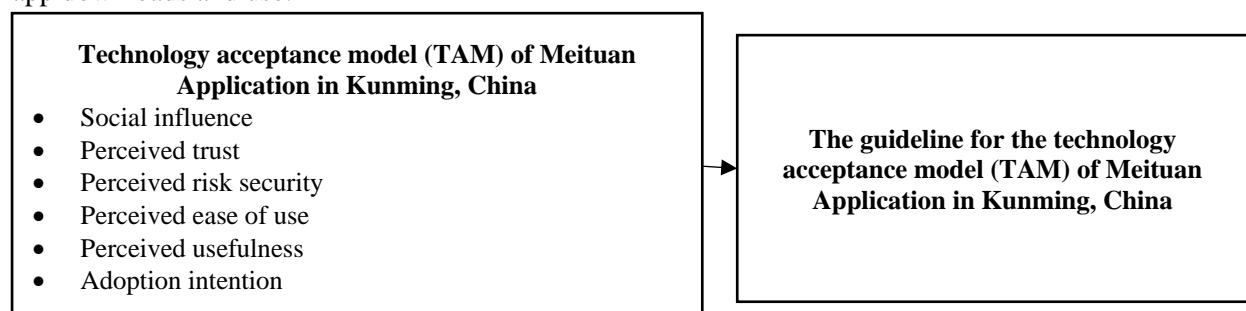 Technology acceptance model (TAM) of Meituan
Application in Kunming, China
• Social influence
• Perceived trust
• Perceived risk security
• Perceived ease of use
• Perceived usefulness
• Adoption intention
The guideline for the technology
acceptance model (TAM) of Meituan
Application in Kunming, China